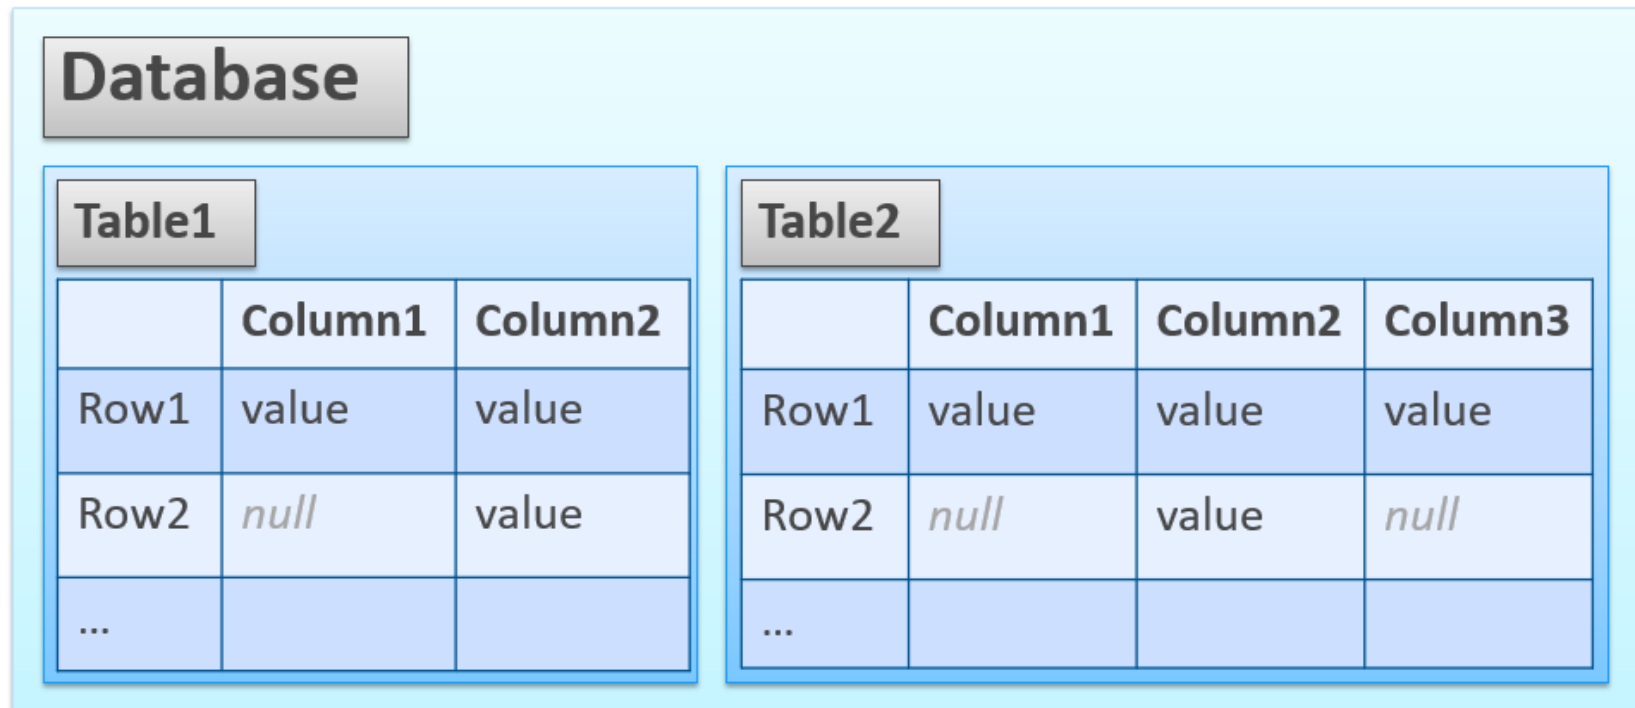 Database
Table1
Column1 Column2
Row1 value value
Row2 null value
...
Table2
Column1 Column2 Column3
Row1 value value value
Row2 null value null
...